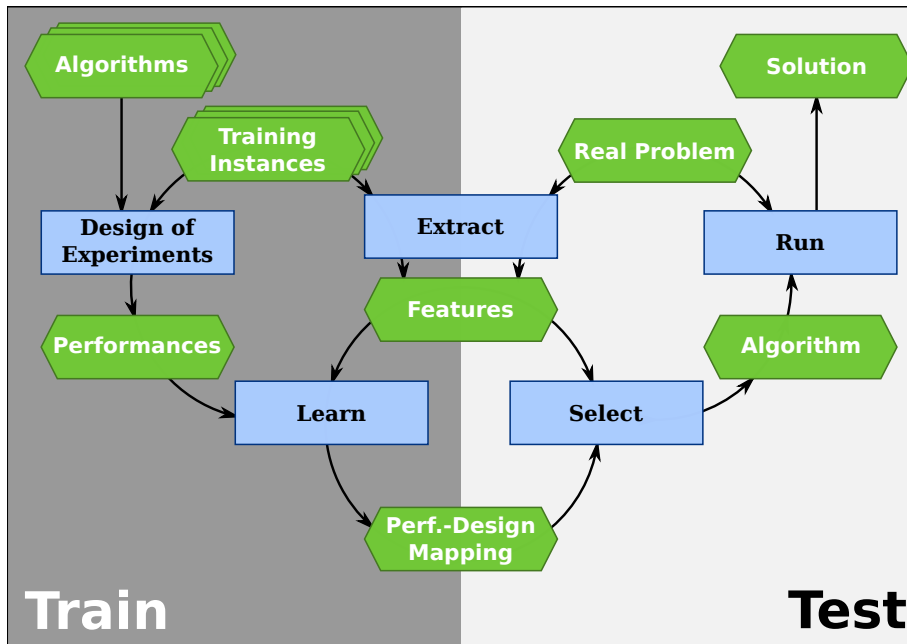 Algorithms
Solution
Training
Instances
Real Problem
Design of
Experiments
Extract
Run
Features
Performances
Algorithm
Learn
Select
Perf.-Design
Mapping
Train
Test